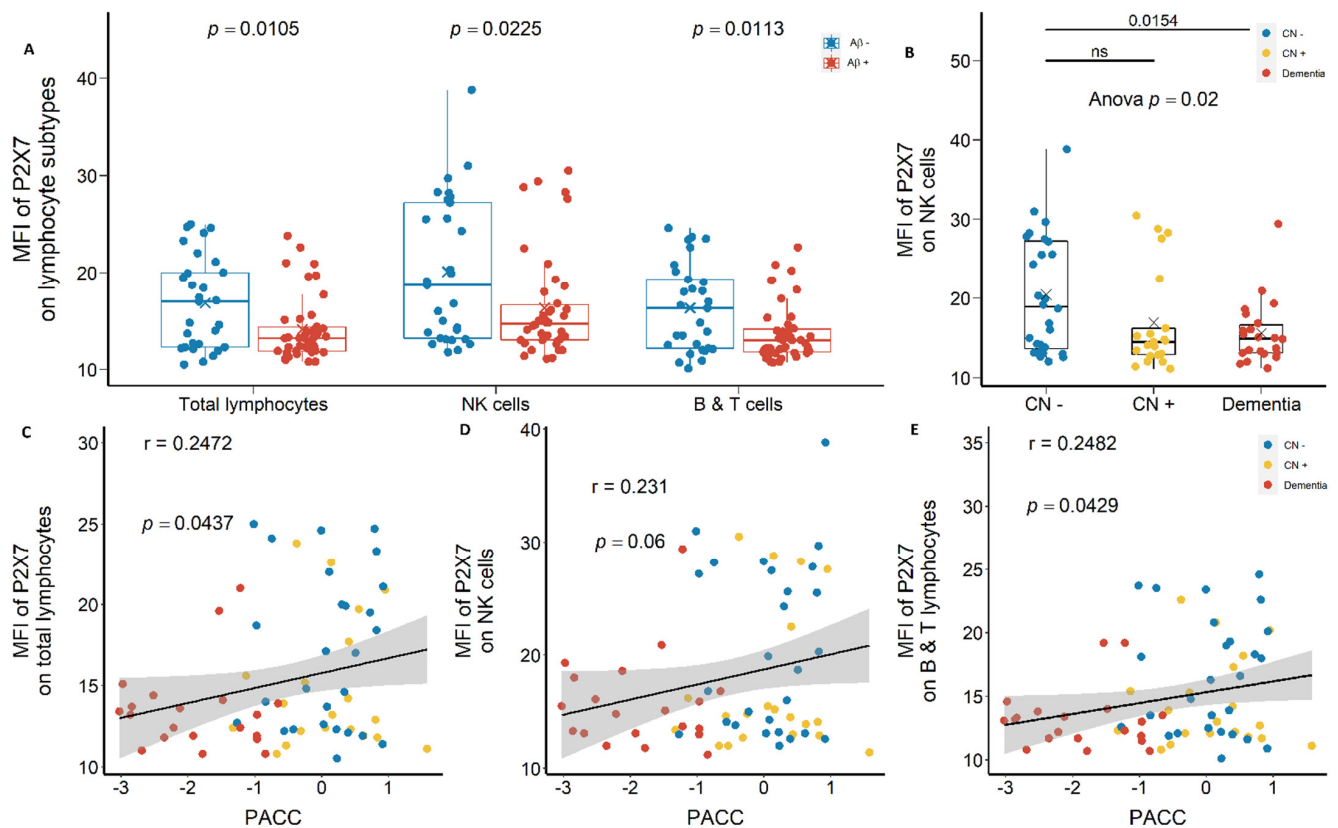 A
p = 0.0105
p = 0.0225
p = 0.0113
Aβ -
Aβ +
MFI of P2X7
on lymphocyte subtypes
40
30
20
10
Total lymphocytes
NK cells
B & T cells
B
0.0154
ns
Anova p = 0.02
CN -
CN +
Dementia
MFI of P2X7
on NK cells
50
40
30
20
10
CN -
CN +
Dementia
C
r = 0.2472
p = 0.0437
MFI of P2X7
on total lymphocytes
30
25
20
15
10
-3
-2
-1
0
1
PACC
D
r = 0.231
p = 0.06
MFI of P2X7
on NK cells
40
30
20
10
-3
-2
-1
0
1
PACC
E
r = 0.2482
p = 0.0429
CN -
CN +
Dementia
MFI of P2X7
on B & T lymphocytes
35
30
25
20
15
10
-3
-2
-1
0
1
PACC